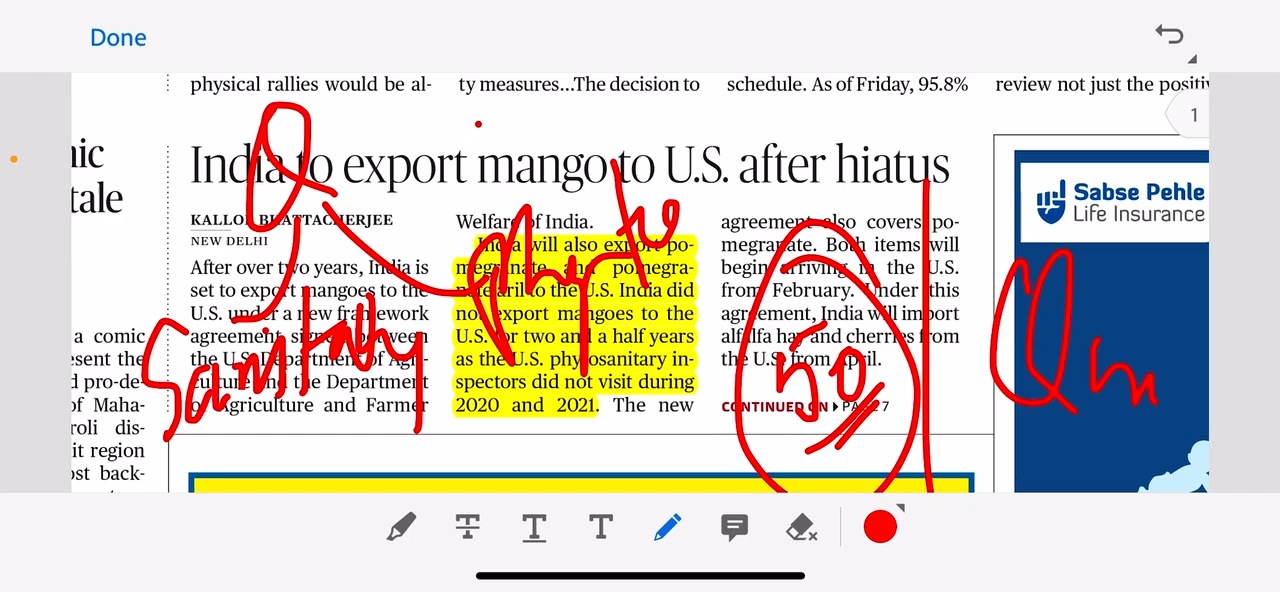 Done
physical rallies would be al-
ty measures...The decision to
schedule. As of Friday, 95.8%
review not just the positiv
1
nic
tale
India to export mango to U.S. after hiatus
KALLOL BHATTACHERJEE
NEW DELHI
After over two years, India is
set to export mangoes to the
U.S. under a new framework
agreement signed between
the U.S. Department of Agri-
culture and the Department
of Agriculture and Farmer
Welfare of India.
India will also export po-
megranate and pomegra-
nate aril to the U.S. India did
not export mangoes to the
U.S. for two and a half years
as the U.S. phytosanitary in-
spectors did not visit during
2020 and 2021. The new
agreement also covers po-
megranate. Both items will
begin arriving in the U.S.
from February. Under this
agreement, India will import
alfalfa hay and cherries from
the U.S. from April.
CONTINUED ON ▸ PAGE 7
a comic
esent the
d pro-de-
of Maha-
roli dis-
it region
ost back-
Sabse Pehle
Life Insurance
Phyto
Sanitary
50
T T T